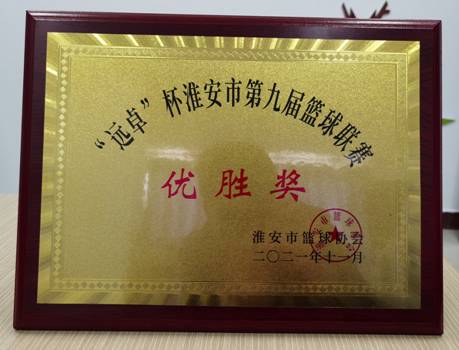 “远卓”杯淮安市第九届篮球联赛
优胜奖
淮安市篮球协会
二〇二一年十一月